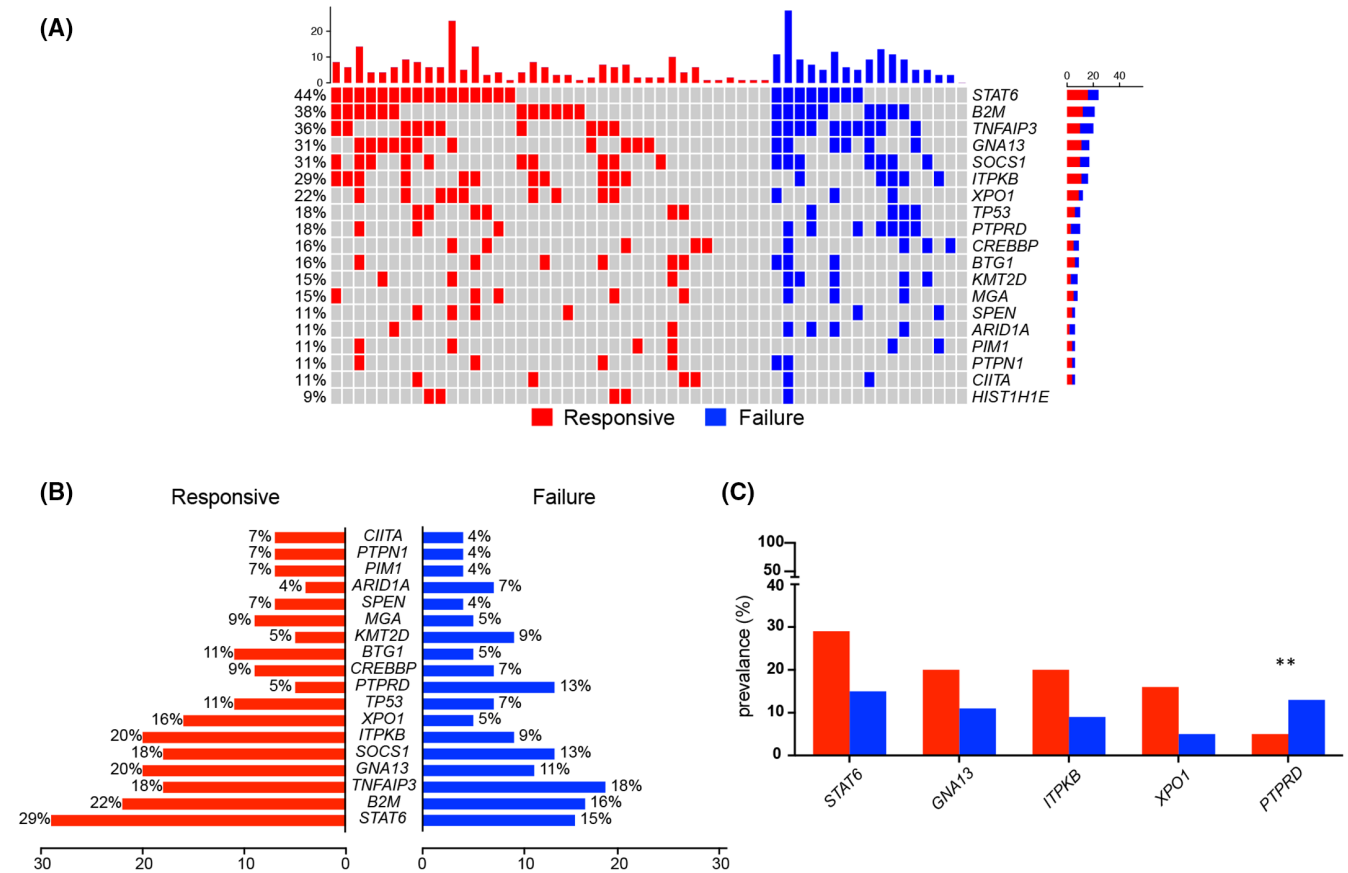 (A)
20
10
0
0 20 40
44% STAT6
38% B2M
36% TNFAIP3
31% GNA13
31% SOCS1
29% ITPKB
22% XPO1
18% TP53
18% PTPRD
16% CREBBP
16% BTG1
15% KMT2D
15% MGA
11% SPEN
11% ARID1A
11% PIM1
11% PTPN1
11% CIITA
9% HIST1H1E
Responsive Failure
(B)
Responsive Failure
7% CIITA 4%
7% PTPN1 4%
7% PIM1 4%
4% ARID1A 7%
7% SPEN 4%
9% MGA 5%
5% KMT2D 9%
11% BTG1 5%
9% CREBBP 7%
5% PTPRD 13%
11% TP53 7%
16% XPO1 5%
20% ITPKB 9%
18% SOCS1 13%
20% GNA13 11%
18% TNFAIP3 18%
22% B2M 16%
29% STAT6 15%
30 20 10 0 0 10 20 30
(C)
prevalance (%)
100
50
40
30
20
10
0
**
STAT6 GNA13 ITPKB XPO1 PTPRD